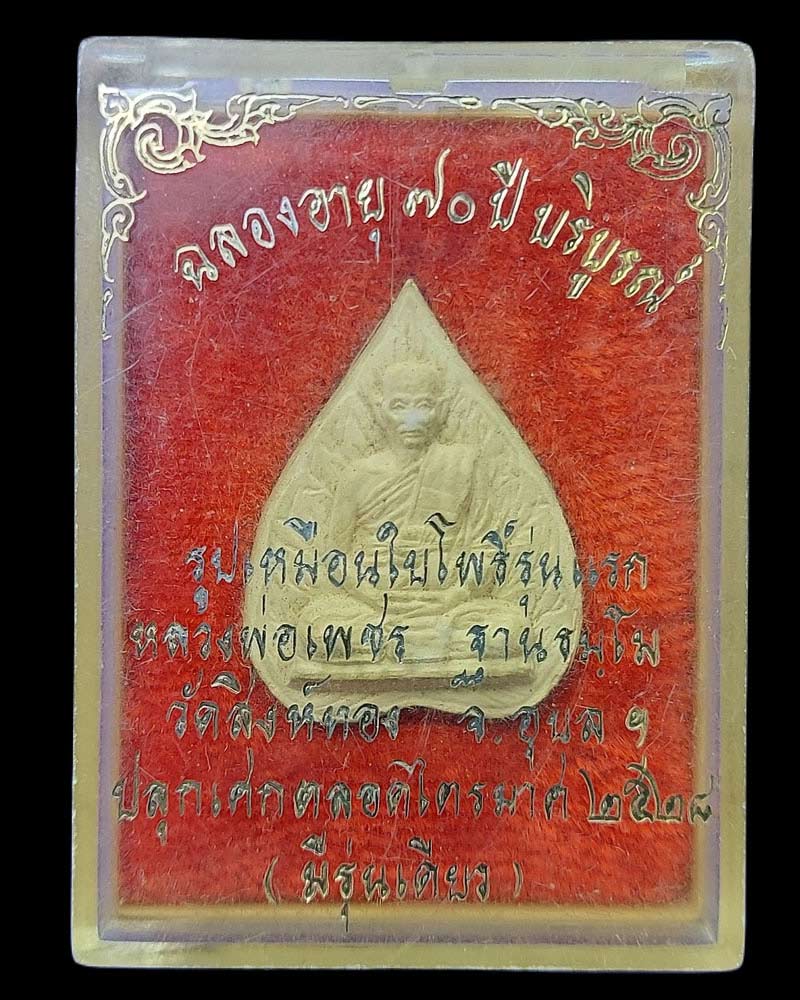 ฉลองอายุ ๗๐ ปี บริบูรณ์
รูปเหมือนใบโพธิ์รุ่นแรก
หลวงพ่อเพชร ฐานธมฺโม
วัดสิงห์ทอง จ.อุบล ฯ
ปลุกเศกตลอดไตรมาศ ๒๕๒๘
( มีรุ่นเดียว )